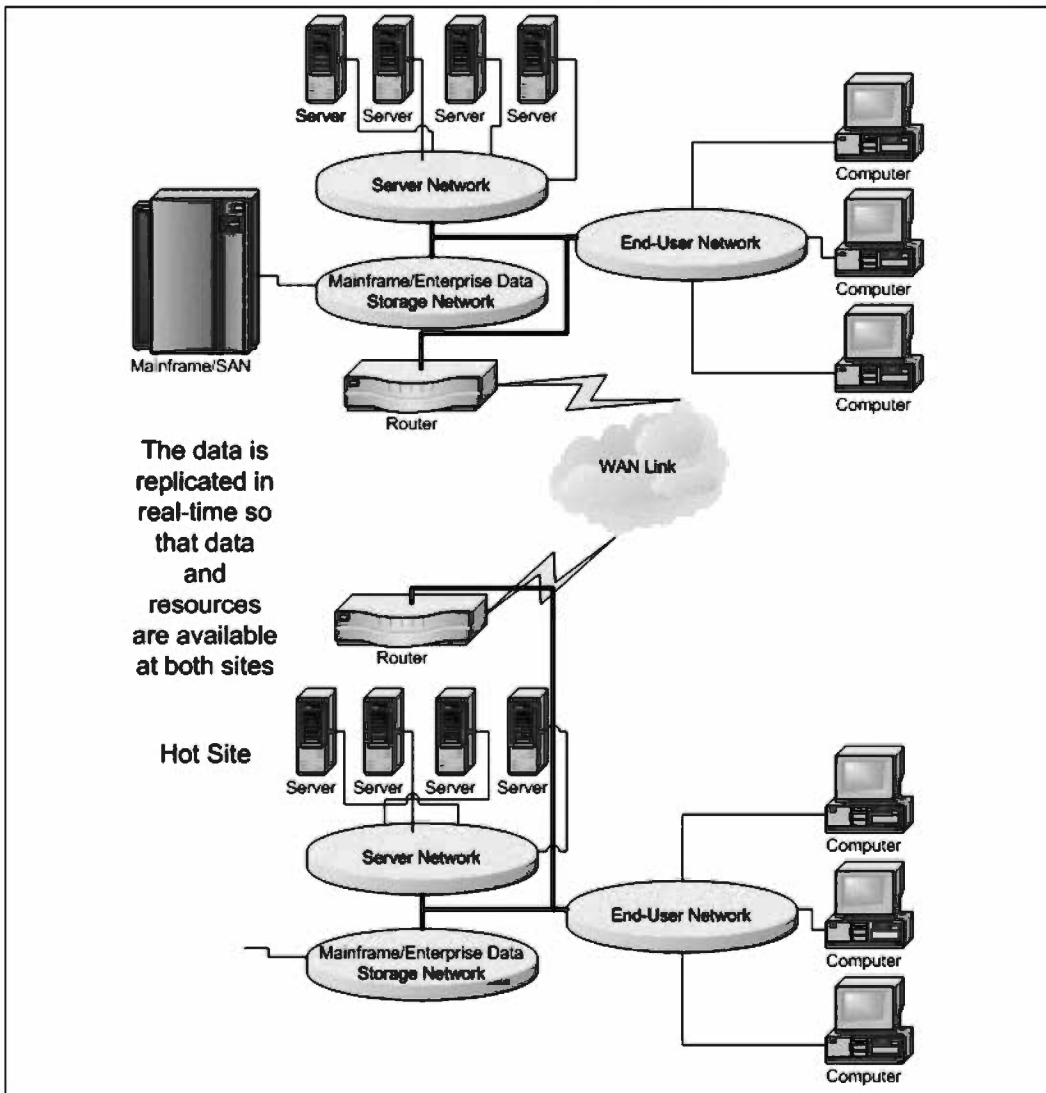 Server Server Server Server
Server Network
Computer
End-User Network
Computer
Mainframe/Enterprise Data
Storage Network
Computer
Mainframe/SAN
Router
WAN Link
The data is
replicated in
real-time so
that data
and
resources
are available
at both sites
Router
Hot Site
Server Server Server Server
Server Network
Computer
End-User Network
Computer
Mainframe/Enterprise Data
Storage Network
Computer